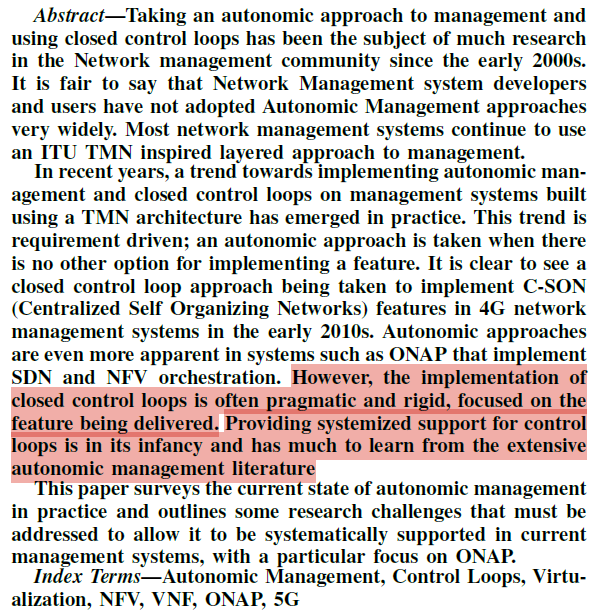 Abstract—Taking an autonomic approach to management and
using closed control loops has been the subject of much research
in the Network management community since the early 2000s.
It is fair to say that Network Management system developers
and users have not adopted Autonomic Management approaches
very widely. Most network management systems continue to use
an ITU TMN inspired layered approach to management.
In recent years, a trend towards implementing autonomic man-
agement and closed control loops on management systems built
using a TMN architecture has emerged in practice. This trend is
requirement driven; an autonomic approach is taken when there
is no other option for implementing a feature. It is clear to see a
closed control loop approach being taken to implement C-SON
(Centralized Self Organizing Networks) features in 4G network
management systems in the early 2010s. Autonomic approaches
are even more apparent in systems such as ONAP that implement
SDN and NFV orchestration. However, the implementation of
closed control loops is often pragmatic and rigid, focused on the
feature being delivered. Providing systemized support for control
loops is in its infancy and has much to learn from the extensive
autonomic management literature
This paper surveys the current state of autonomic management
in practice and outlines some research challenges that must be
addressed to allow it to be systematically supported in current
management systems, with a particular focus on ONAP.
Index Terms—Autonomic Management, Control Loops, Virtu-
alization, NFV, VNF, ONAP, 5G